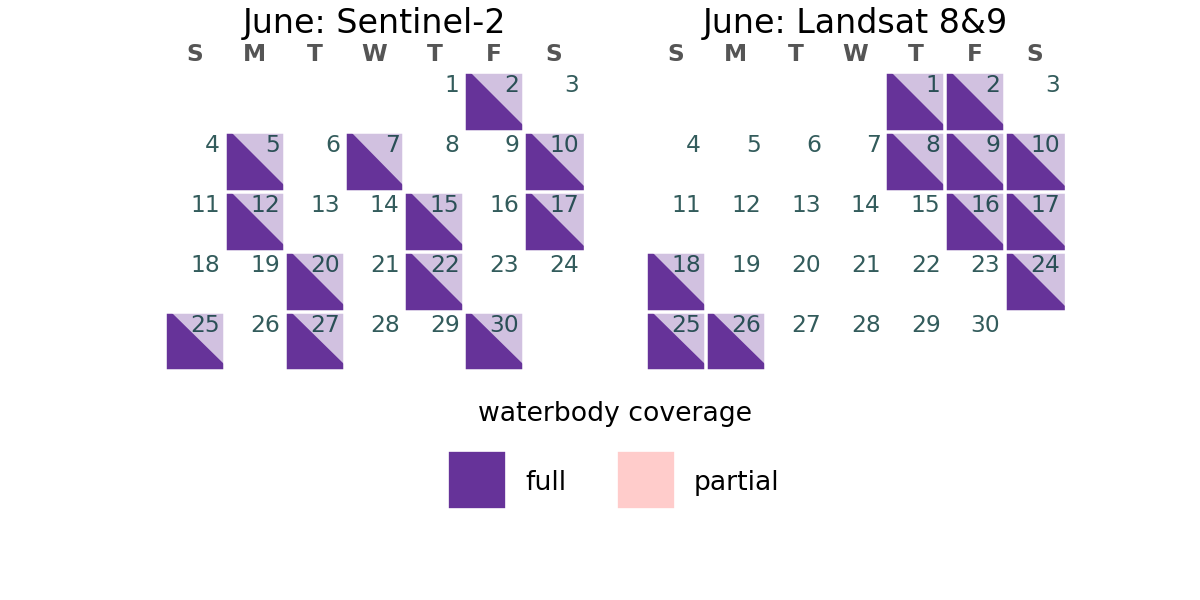 June: Sentinel-2
S M T W T F S
1 2 3
4 5 6 7 8 9 10
11 12 13 14 15 16 17
18 19 20 21 22 23 24
25 26 27 28 29 30
June: Landsat 8&9
S M T W T F S
1 2 3
4 5 6 7 8 9 10
11 12 13 14 15 16 17
18 19 20 21 22 23 24
25 26 27 28 29 30
waterbody coverage
full partial